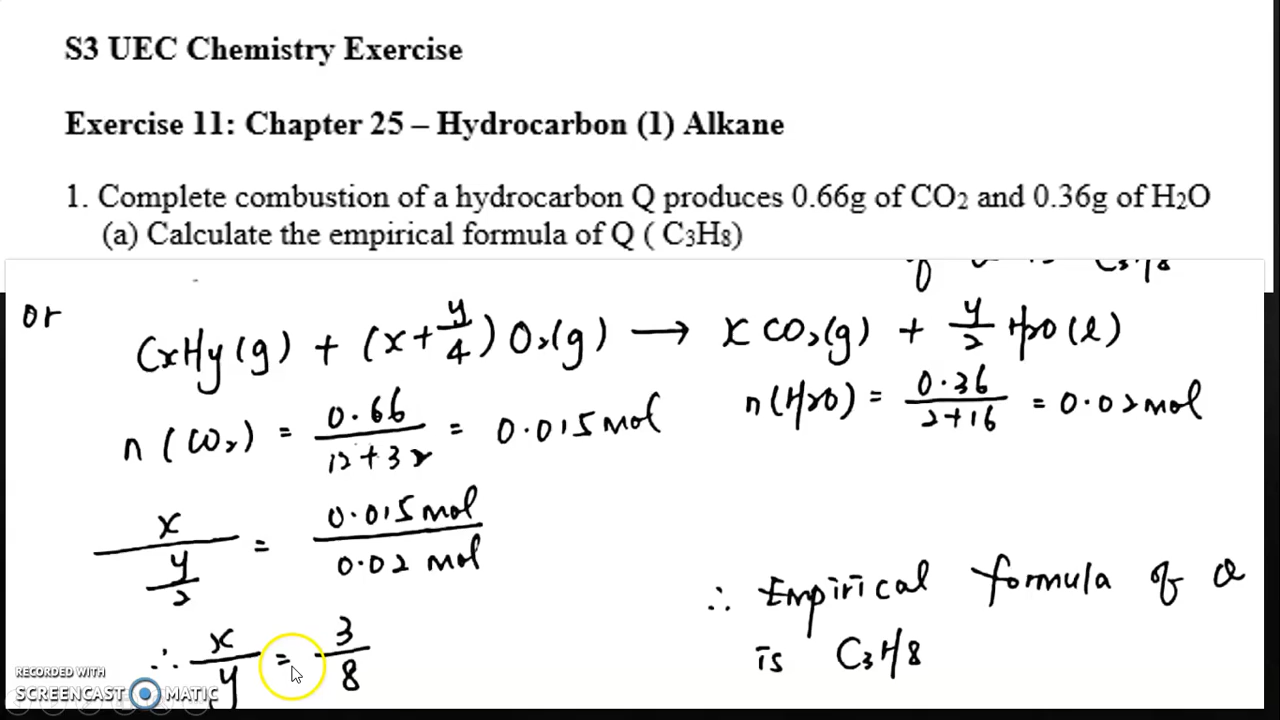 S3 UEC Chemistry Exercise
Exercise 11: Chapter 25 – Hydrocarbon (1) Alkane
1. Complete combustion of a hydrocarbon Q produces 0.66g of CO2 and 0.36g of H2O
(a) Calculate the empirical formula of Q ( C3H8)
or
CxHy(g) + (x+y/4) O2(g) → x CO2(g) + y/2 H2O(l)
n(CO2) = 0.66/(12+32) = 0.015 mol
n(H2O) = 0.36/(2+16) = 0.02 mol
x/(y/2) = 0.015 mol/0.02 mol
∴ x/y = 3/8
∴ Empirical formula of Q
is C3H8
RECORDED WITH
SCREENCAST MATIC